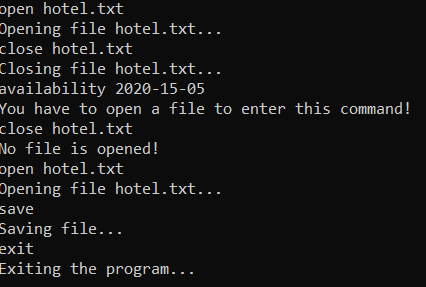 open hotel.txt
Opening file hotel.txt...
close hotel.txt
Closing file hotel.txt...
availability 2020-15-05
You have to open a file to enter this command!
close hotel.txt
No file is opened!
open hotel.txt
Opening file hotel.txt...
save
Saving file...
exit
Exiting the program...